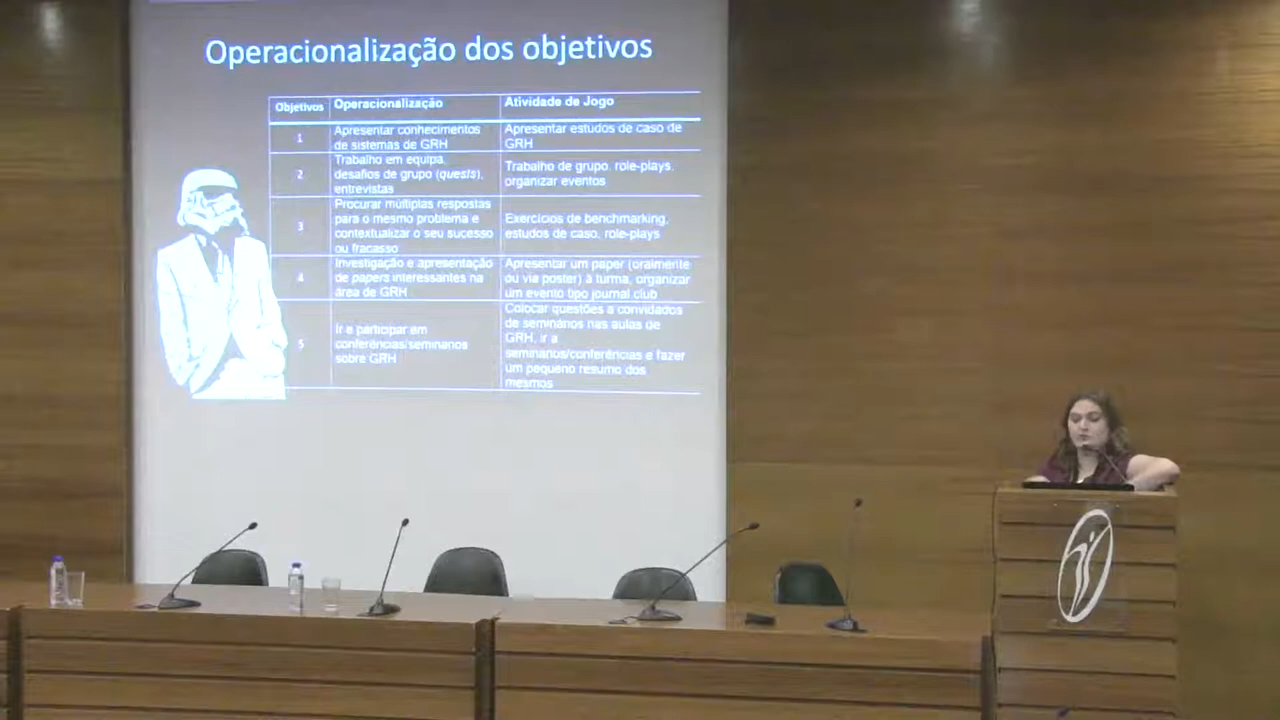 Operacionalização dos objetivos
Objetivos Operacionalização Atividade de Jogo
1
Apresentar conhecimentos
de sistemas de GRH
Apresentar estudos de caso de
GRH
2
Trabalho em equipa,
desafios de grupo (quests),
entrevistas
Trabalho de grupo, role-plays,
organizar eventos
3
Procurar múltiplas respostas
para o mesmo problema e
contextualizar o seu sucesso
ou fracasso
Exercícios de benchmarking,
estudos de caso, role-plays
4
Investigação e apresentação
de papers interessantes na
área de GRH
Apresentar um paper (oralmente
ou via poster) à turma, organizar
um evento tipo journal club
5
Ir e participar em
conferências/seminários
sobre GRH
Colocar questões a convidados
de seminários nas aulas de
GRH, ir a
seminários/conferências e fazer
um pequeno resumo dos
mesmos